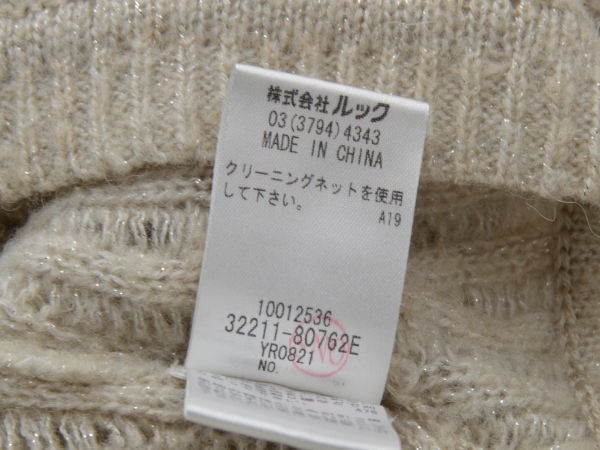 株式会社ルック
03(3794)4343
MADE IN CHINA
クリーニングネットを使用
して下さい。
A19
10012536
32211-80762E
YR0821
NO.